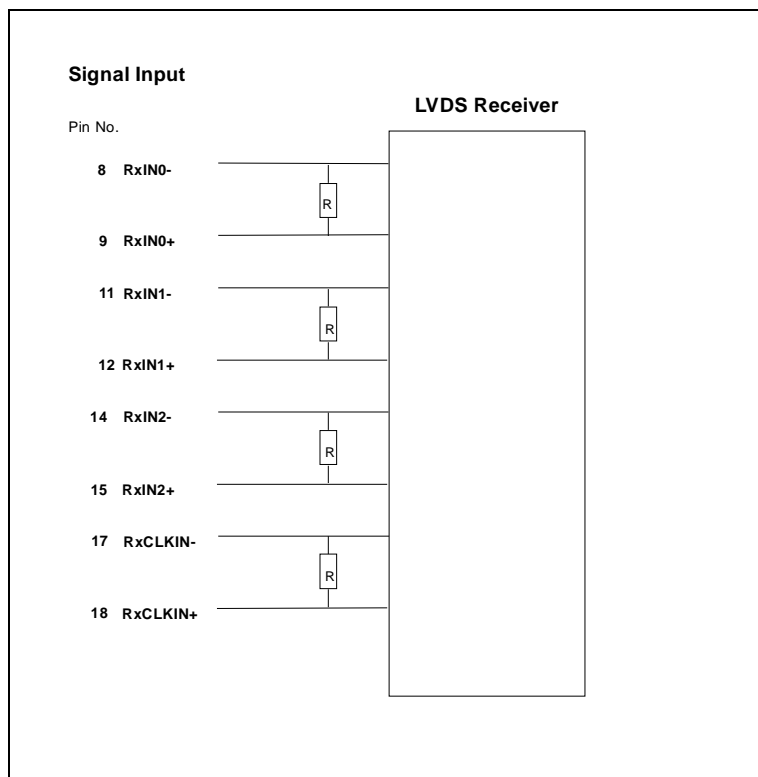 Signal Input
LVDS Receiver
Pin No.
8 RxIN0-
R
9 RxIN0+
11 RxIN1-
R
12 RxIN1+
14 RxIN2-
R
15 RxIN2+
17 RxCLKIN-
R
18 RxCLKIN+